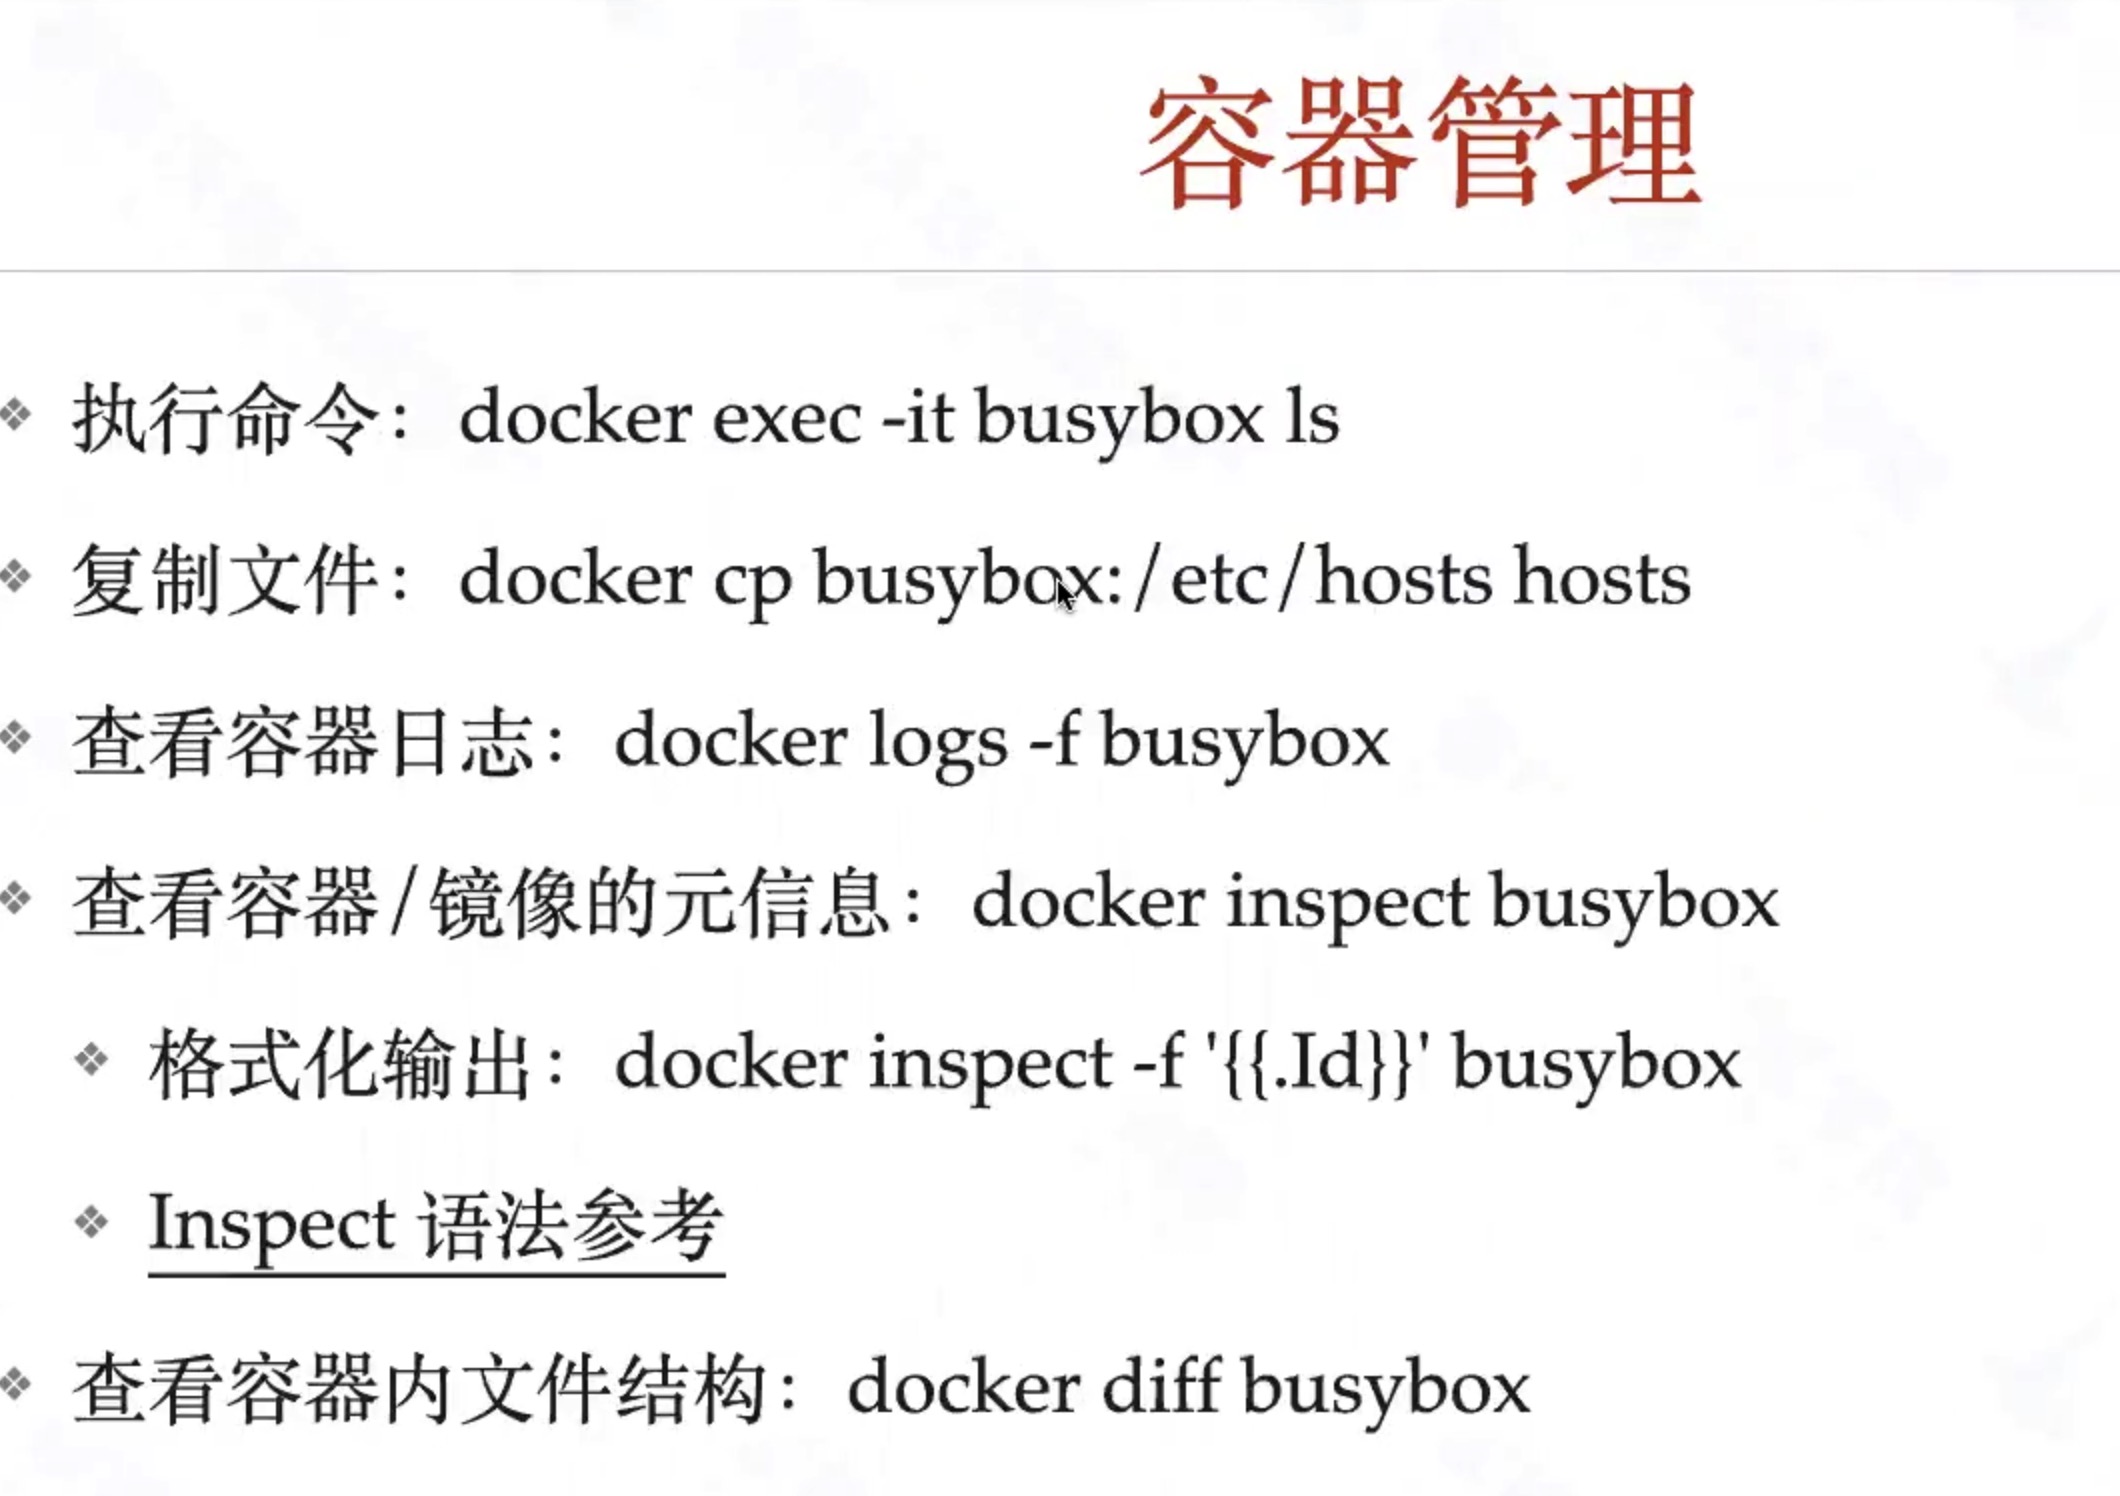 容器管理
执行命令：docker exec -it busybox ls
复制文件：docker cp busybox:/etc/hosts hosts
查看容器日志：docker logs -f busybox
查看容器/镜像的元信息：docker inspect busybox
格式化输出：docker inspect -f '{{.Id}}' busybox
Inspect 语法参考
查看容器内文件结构：docker diff busybox